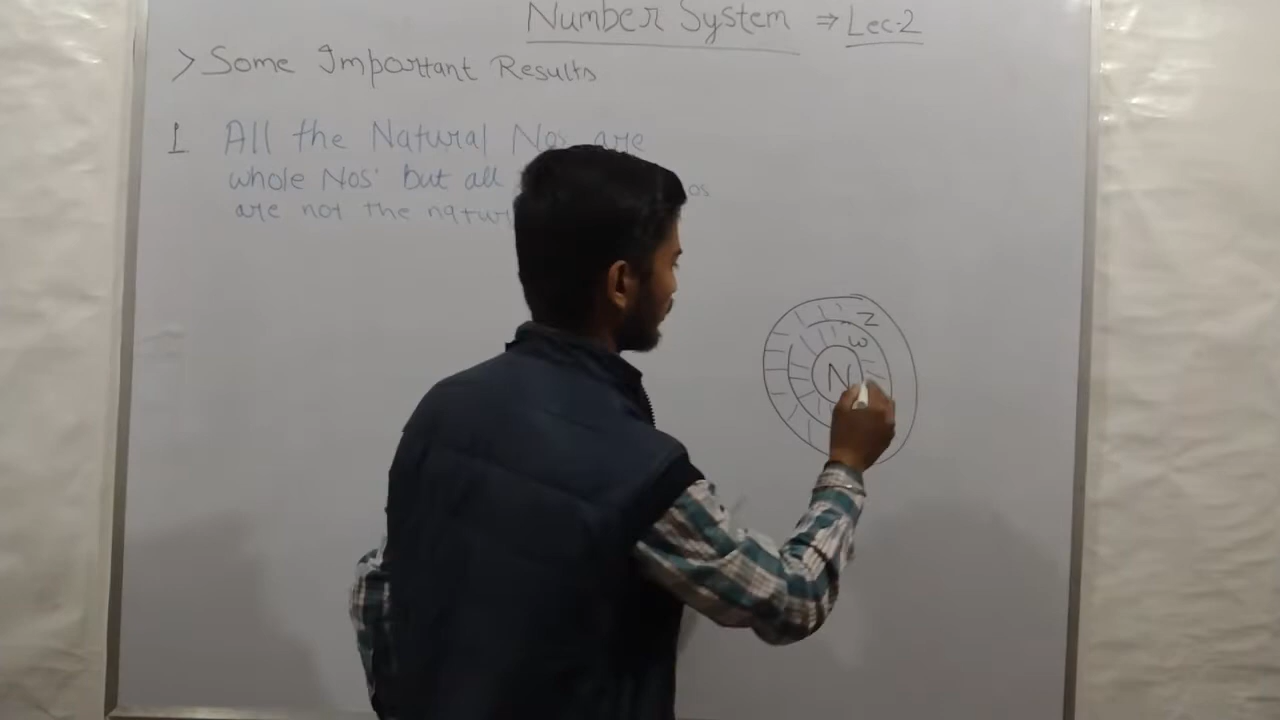 Number System ⇒ Lec-2
> Some Important Results
1 All the Natural Nos are
whole Nos but all
are not the natur
Z
W
N